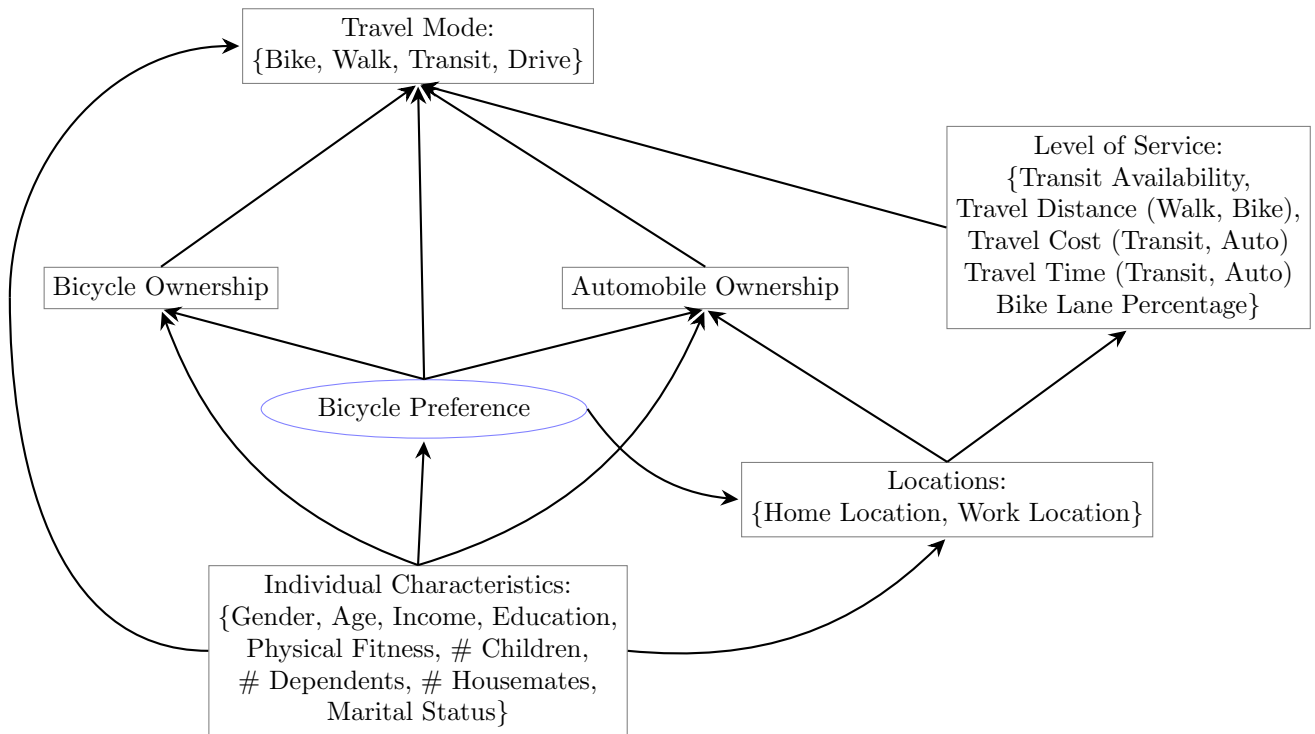 Travel Mode:
{Bike, Walk, Transit, Drive}
Level of Service:
{Transit Availability,
Travel Distance (Walk, Bike),
Travel Cost (Transit, Auto)
Travel Time (Transit, Auto)
Bike Lane Percentage}
Bicycle Ownership
Automobile Ownership
Bicycle Preference
Locations:
{Home Location, Work Location}
Individual Characteristics:
{Gender, Age, Income, Education,
Physical Fitness, # Children,
# Dependents, # Housemates,
Marital Status}